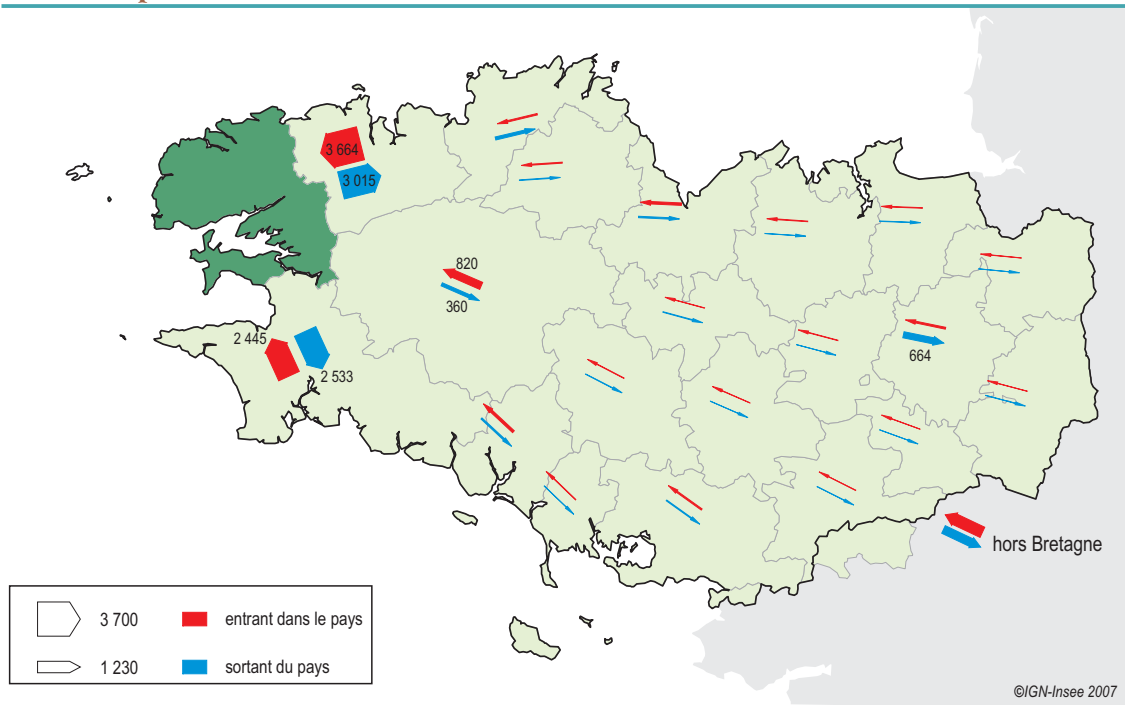 3 664
3 015
820
360
2 445
2 533
664
hors Bretagne
3 700
entrant dans le pays
1 230
sortant du pays
©IGN-Insee 2007